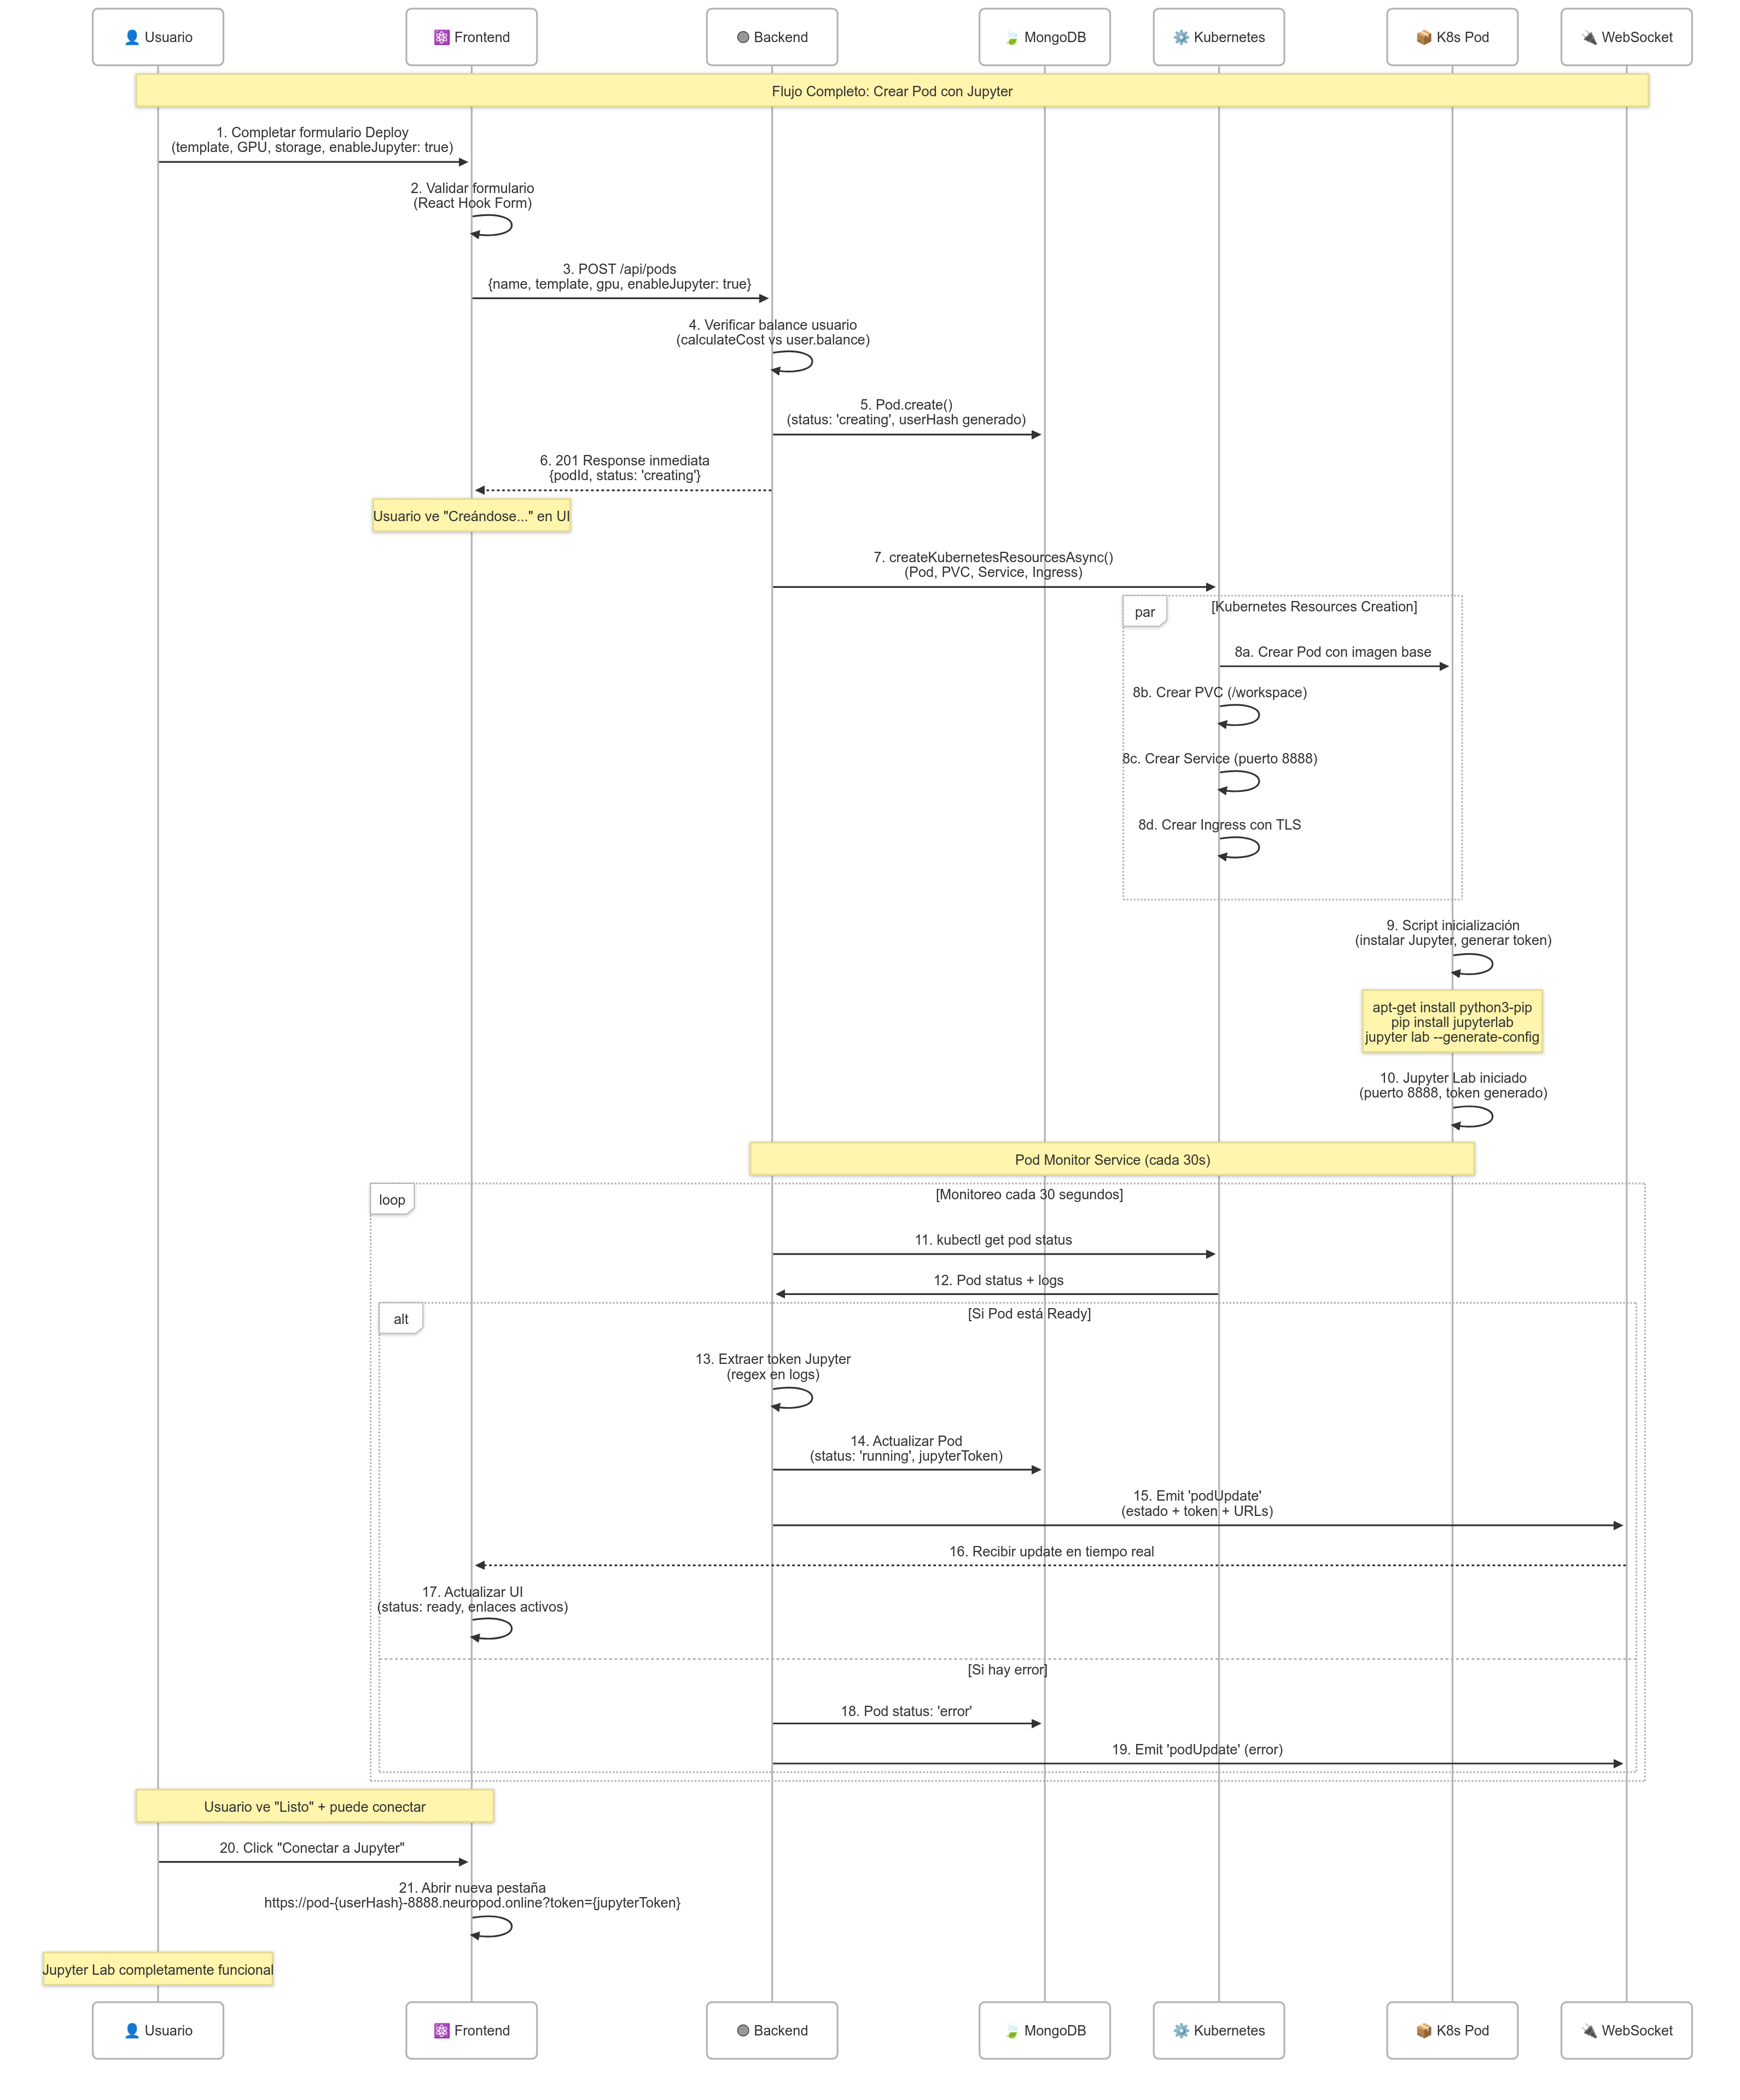 👤 Usuario
⚛️ Frontend
🟢 Backend
🍃 MongoDB
⚙️ Kubernetes
📦 K8s Pod
🔌 WebSocket
Flujo Completo: Crear Pod con Jupyter
1. Completar formulario Deploy
(template, GPU, storage, enableJupyter: true)
2. Validar formulario
(React Hook Form)
3. POST /api/pods
{name, template, gpu, enableJupyter: true}
4. Verificar balance usuario
(calculateCost vs user.balance)
5. Pod.create()
(status: 'creating', userHash generado)
6. 201 Response inmediata
{podId, status: 'creating'}
Usuario ve "Creándose..." en UI
7. createKubernetesResourcesAsync()
(Pod, PVC, Service, Ingress)
par
[Kubernetes Resources Creation]
8a. Crear Pod con imagen base
8b. Crear PVC (/workspace)
8c. Crear Service (puerto 8888)
8d. Crear Ingress con TLS
9. Script inicialización
(instalar Jupyter, generar token)
apt-get install python3-pip
pip install jupyterlab
jupyter lab --generate-config
10. Jupyter Lab iniciado
(puerto 8888, token generado)
Pod Monitor Service (cada 30s)
loop
[Monitoreo cada 30 segundos]
11. kubectl get pod status
12. Pod status + logs
alt
[Si Pod está Ready]
13. Extraer token Jupyter
(regex en logs)
14. Actualizar Pod
(status: 'running', jupyterToken)
15. Emit 'podUpdate'
(estado + token + URLs)
16. Recibir update en tiempo real
17. Actualizar UI
(status: ready, enlaces activos)
[Si hay error]
18. Pod status: 'error'
19. Emit 'podUpdate' (error)
Usuario ve "Listo" + puede conectar
20. Click "Conectar a Jupyter"
21. Abrir nueva pestaña
https://pod-{userHash}-8888.neuropod.online?token={jupyterToken}
Jupyter Lab completamente funcional
👤 Usuario
⚛️ Frontend
🟢 Backend
🍃 MongoDB
⚙️ Kubernetes
📦 K8s Pod
🔌 WebSocket